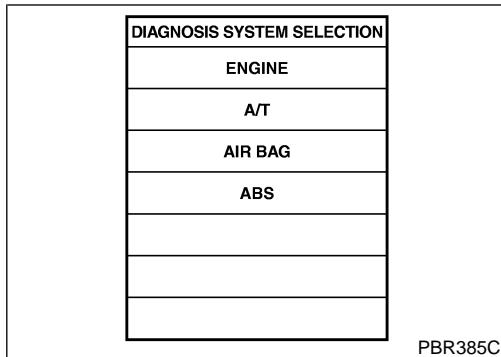 DIAGNOSIS SYSTEM SELECTION
ENGINE
A/T
AIR BAG
ABS
PBR385C